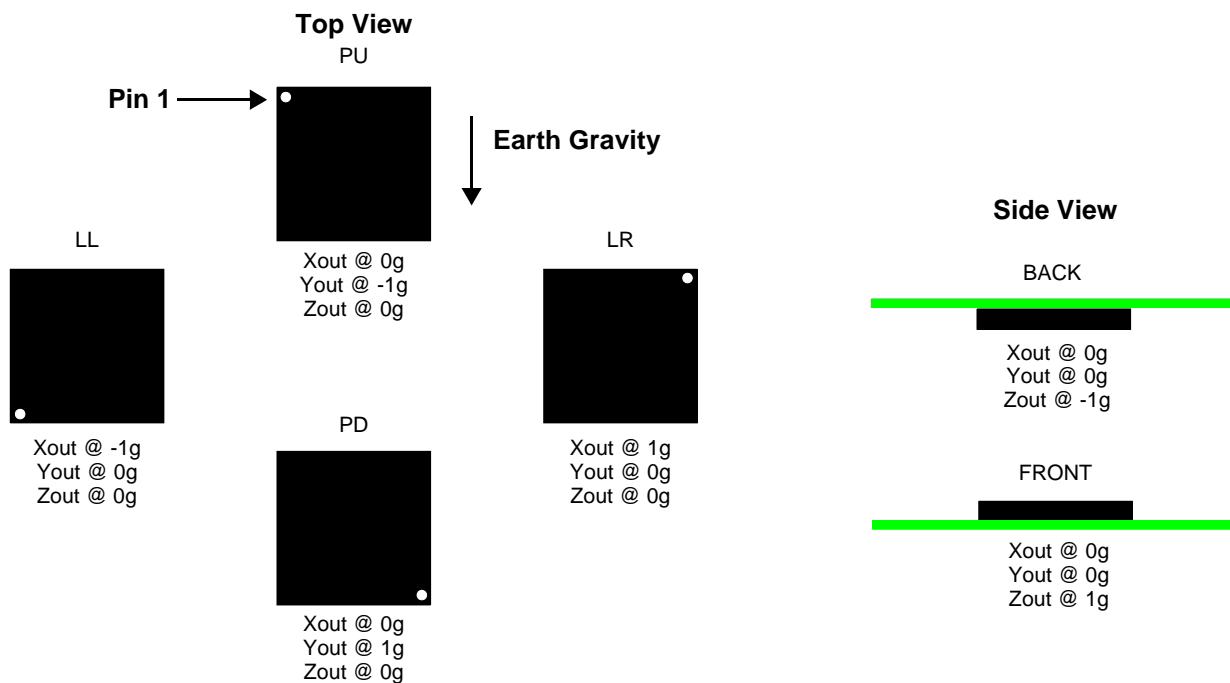 Top View
PU
Pin 1
Earth Gravity
Xout @ 0g
Yout @ -1g
Zout @ 0g
LL
Xout @ -1g
Yout @ 0g
Zout @ 0g
LR
Xout @ 1g
Yout @ 0g
Zout @ 0g
PD
Xout @ 0g
Yout @ 1g
Zout @ 0g
Side View
BACK
Xout @ 0g
Yout @ 0g
Zout @ -1g
FRONT
Xout @ 0g
Yout @ 0g
Zout @ 1g